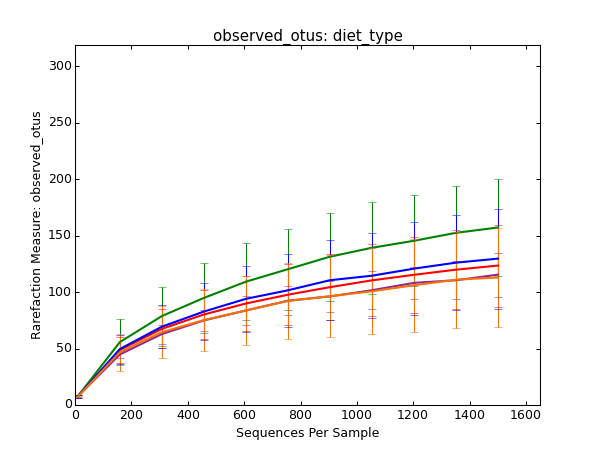 observed_otus: diet_type
Rarefaction Measure: observed_otus
300
250
200
150
100
50
0
0 200 400 600 800 1000 1200 1400 1600
Sequences Per Sample